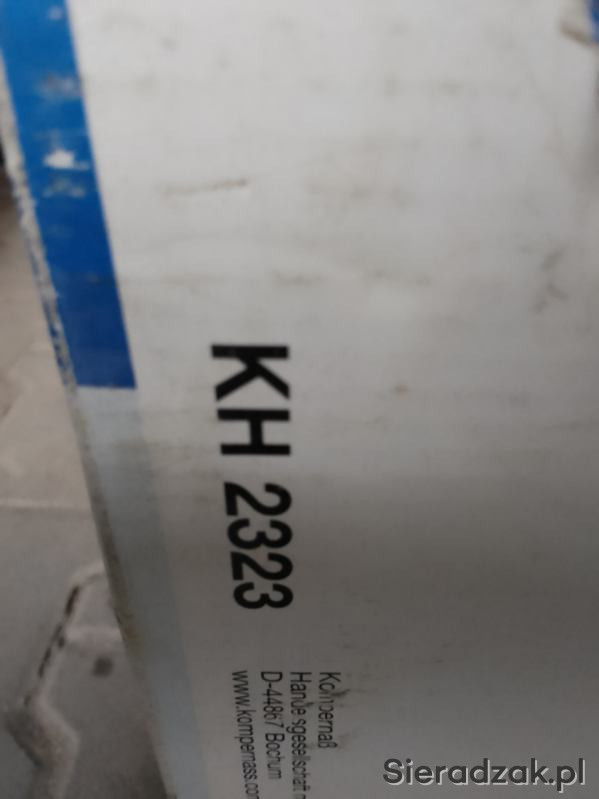 KH 2323
Kompernaß
Handelsgesellschaft
D-44867 Bochum
www.kompernass.com
Sieradzak.pl